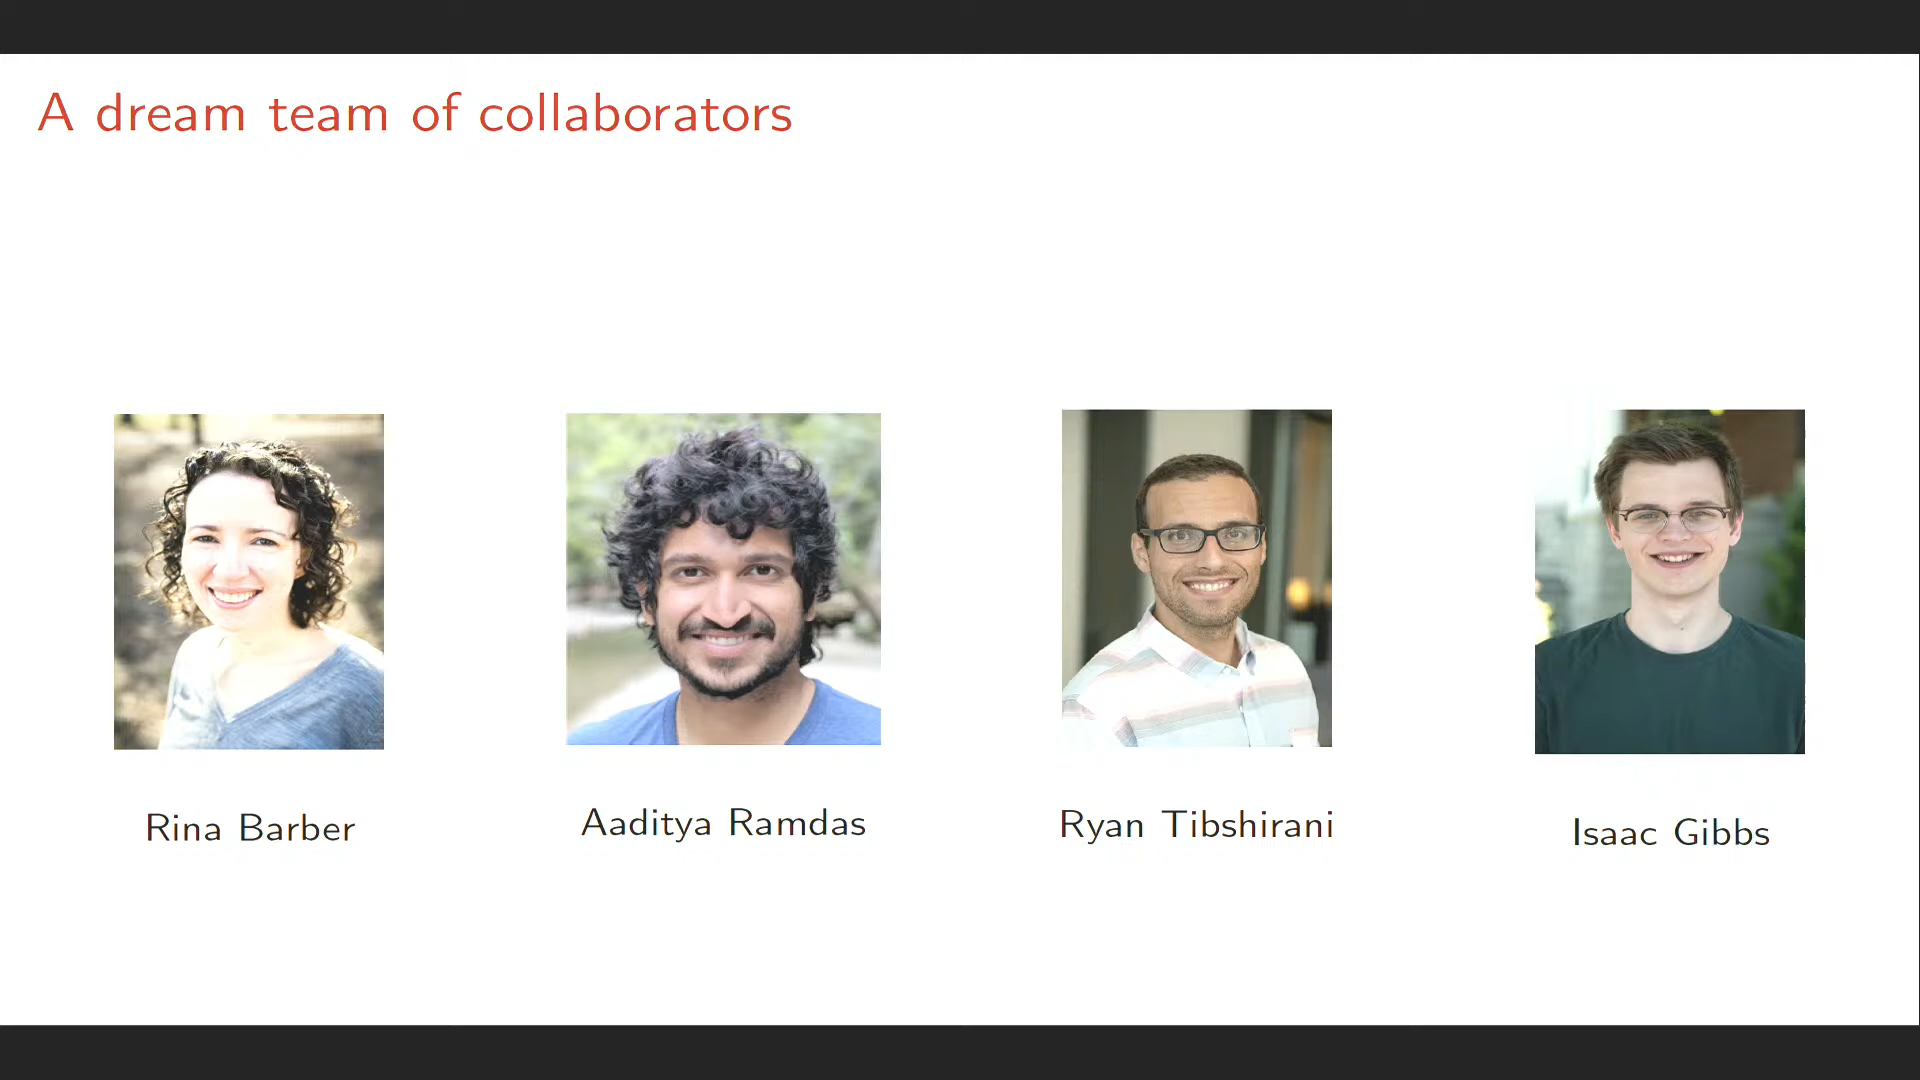 A dream team of collaborators
Rina Barber
Aaditya Ramdas
Ryan Tibshirani
Isaac Gibbs